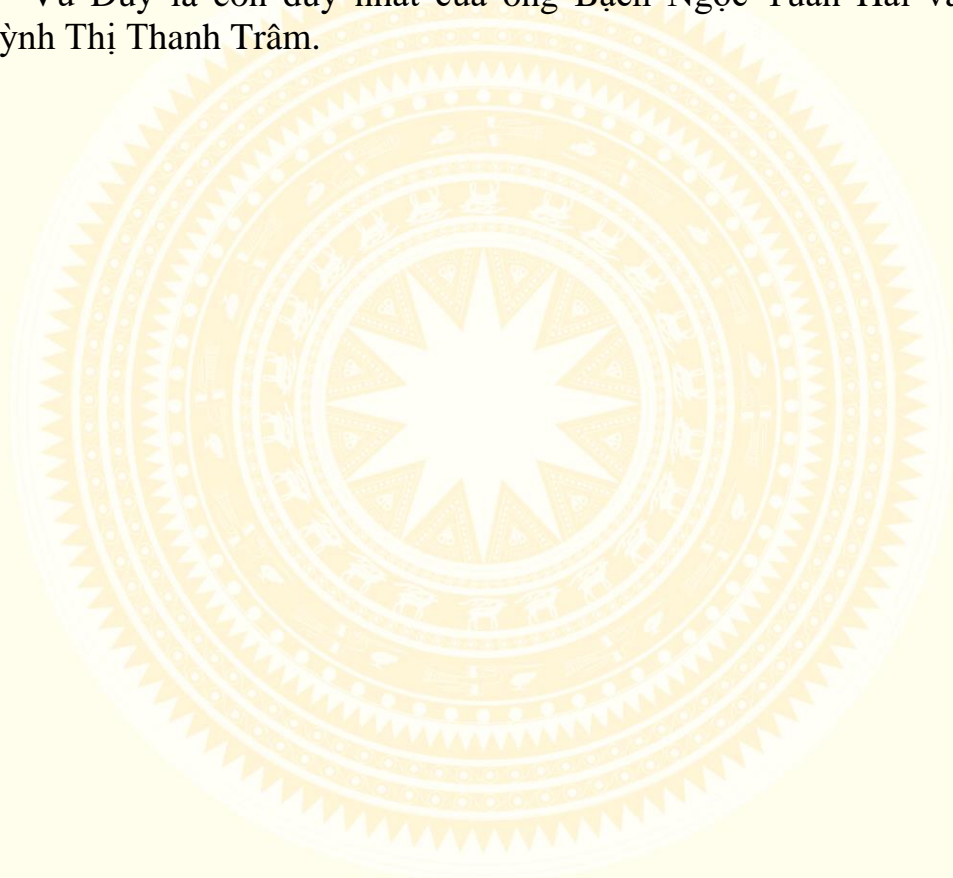 Vũ Duy là con duy nhất của ông Bạch Ngọc Tuấn Hải và
ỳnh Thị Thanh Trâm.